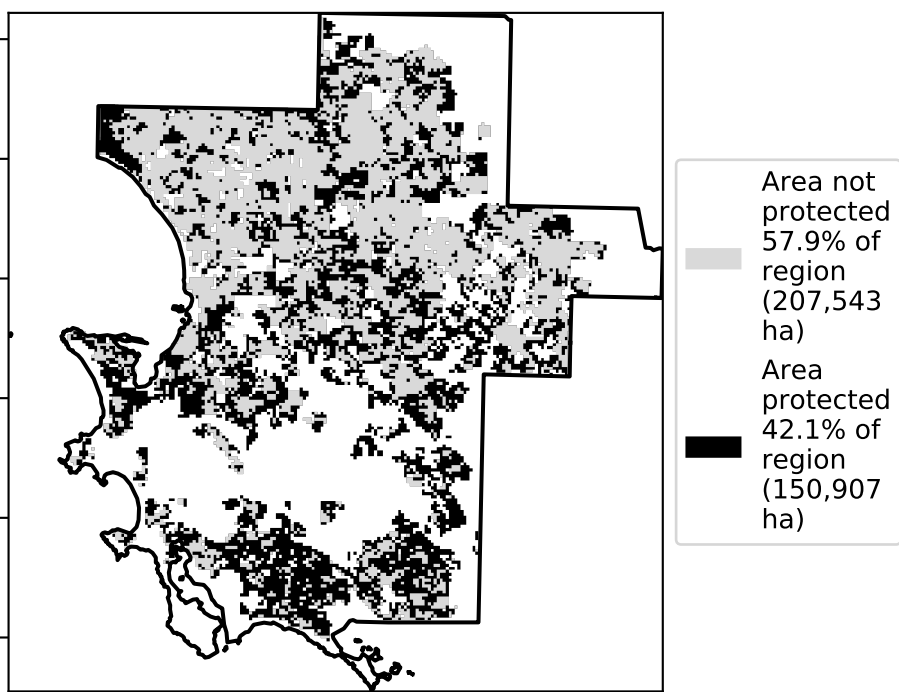 Area not
protected
57.9% of
region
(207,543
ha)
Area
protected
42.1% of
region
(150,907
ha)